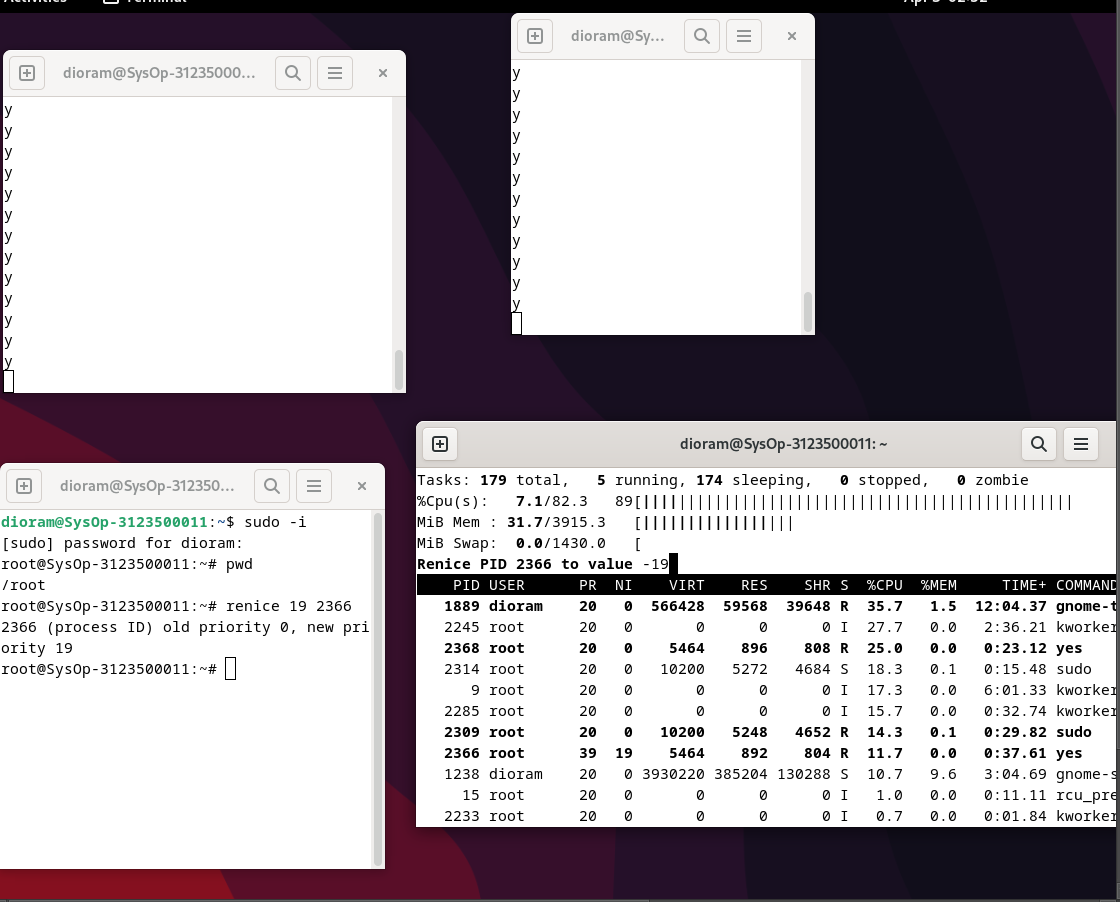 Activities
Terminal
Apr 5 02:52
dioram@SysOp-31235000...
y
y
y
y
y
y
y
y
y
y
y
y
y
dioram@Sy...
y
y
y
y
y
y
y
y
y
y
y
y
dioram@SysOp-312350...
dioram@SysOp-3123500011:~$ sudo -i
[sudo] password for dioram:
root@SysOp-3123500011:~# pwd
/root
root@SysOp-3123500011:~# renice 19 2366
2366 (process ID) old priority 0, new pri
ority 19
root@SysOp-3123500011:~#
dioram@SysOp-3123500011: ~
Tasks: 179 total,   5 running, 174 sleeping,   0 stopped,   0 zombie
%Cpu(s):   7.1/82.3   89[||||||||||||||||||||||||||||||||||||||||||||||||
MiB Mem : 31.7/3915.3   [|||||||||||||||||
MiB Swap:  0.0/1430.0   [
Renice PID 2366 to value -19
PID USER      PR  NI    VIRT    RES    SHR S  %CPU  %MEM     TIME+ COMMAND
1889 dioram    20   0  566428  59568  39648 R  35.7   1.5  12:04.37 gnome-t
2245 root      20   0       0      0      0 I  27.7   0.0   2:36.21 kworker
2368 root      20   0    5464    896    808 R  25.0   0.0   0:23.12 yes
2314 root      20   0   10200   5272   4684 S  18.3   0.1   0:15.48 sudo
9 root      20   0       0      0      0 I  17.3   0.0   6:01.33 kworker
2285 root      20   0       0      0      0 I  15.7   0.0   0:32.74 kworker
2309 root      20   0   10200   5248   4652 R  14.3   0.1   0:29.82 sudo
2366 root      39  19    5464    892    804 R  11.7   0.0   0:37.61 yes
1238 dioram    20   0 3930220 385204 130288 S  10.7   9.6   3:04.69 gnome-s
15 root      20   0       0      0      0 I   1.0   0.0   0:11.11 rcu_pre
2233 root      20   0       0      0      0 I   0.7   0.0   0:01.84 kworker